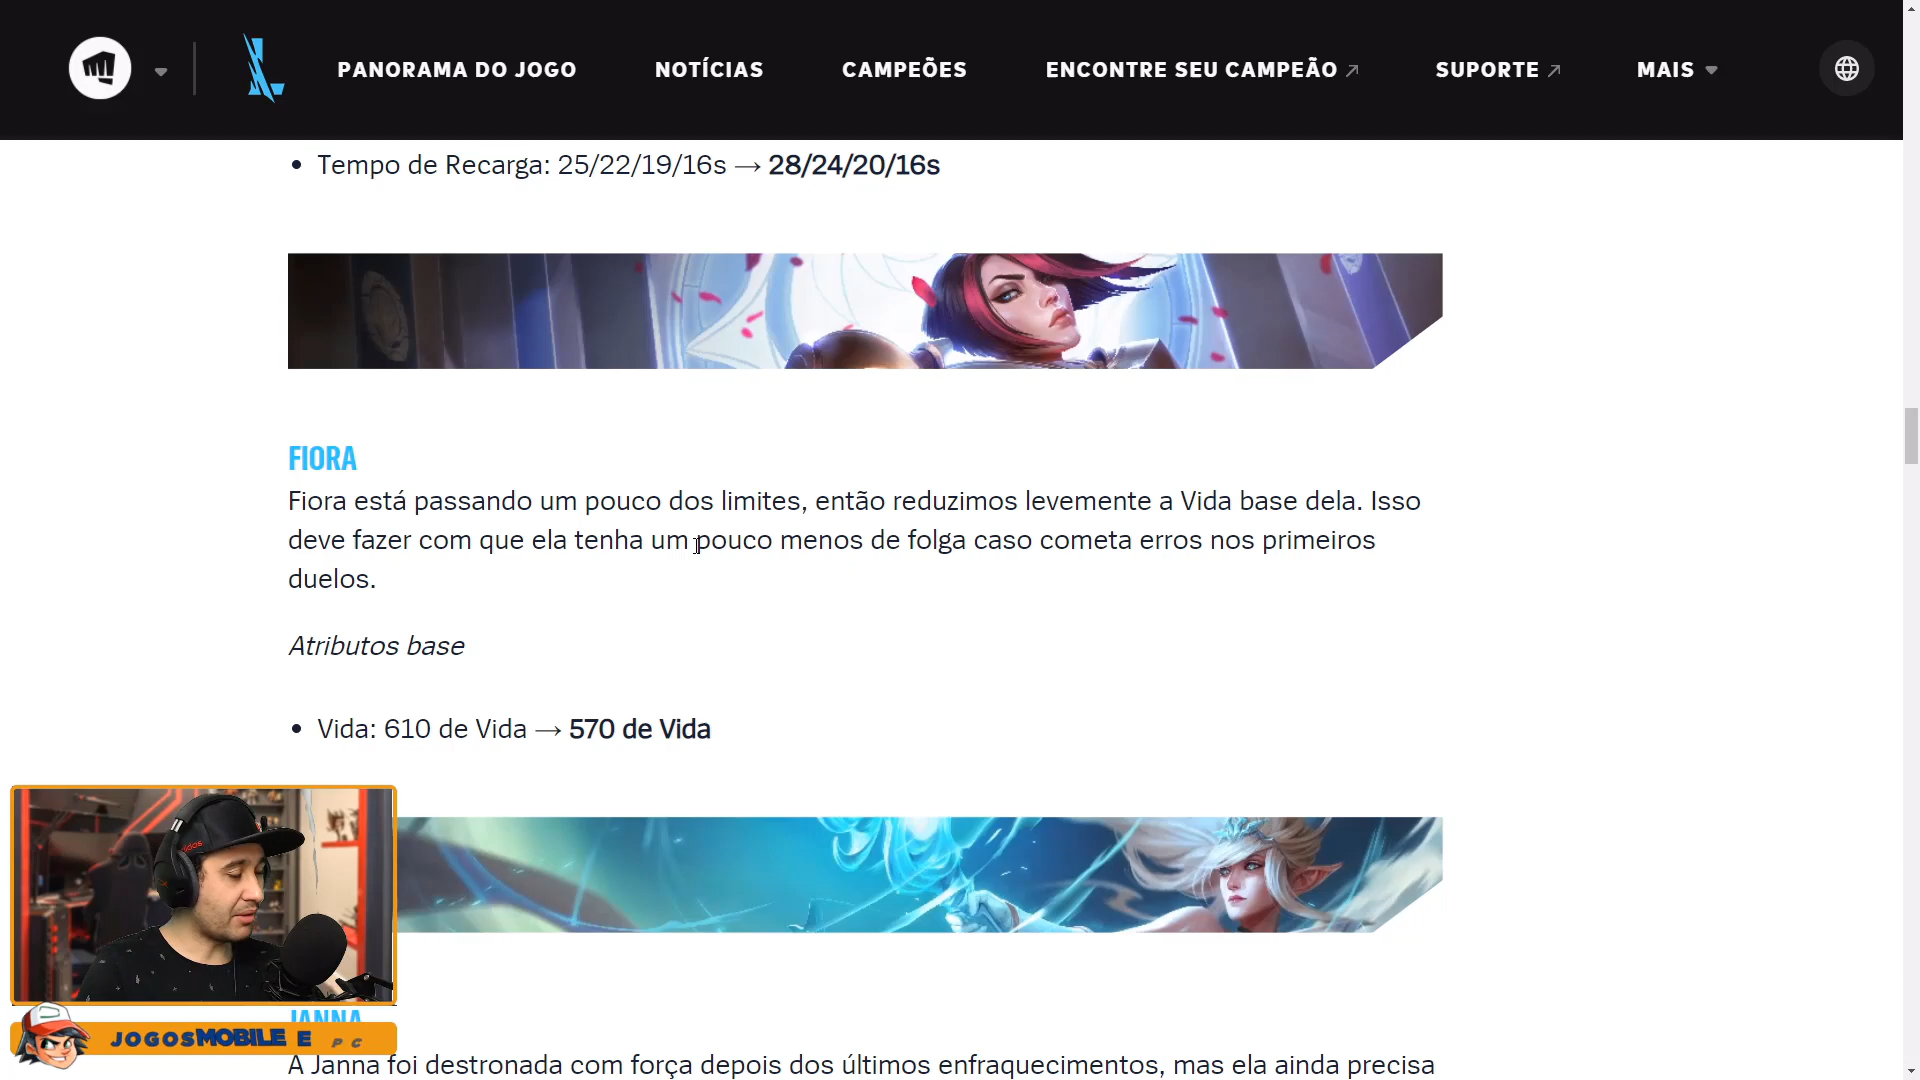 PANORAMA DO JOGO NOTÍCIAS CAMPEÕES ENCONTRE SEU CAMPEÃO SUPORTE MAIS
• Tempo de Recarga: 25/22/19/16s → 28/24/20/16s
FIORA
Fiora está passando um pouco dos limites, então reduzimos levemente a Vida base dela. Isso
deve fazer com que ela tenha um pouco menos de folga caso cometa erros nos primeiros
duelos.
Atributos base
• Vida: 610 de Vida → 570 de Vida
JANNA
JOGOSMOBILE E PC
A Janna foi destronada com força depois dos últimos enfraquecimentos, mas ela ainda precisa